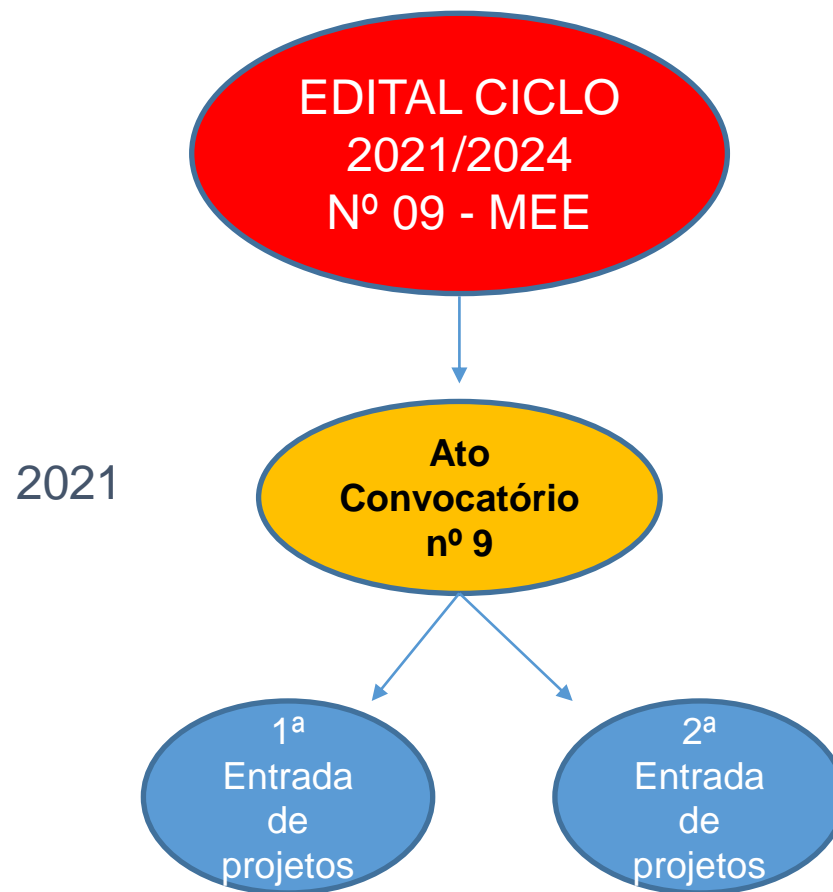 EDITAL CICLO
2021/2024
Nº 09 - MEE
2021
Ato
Convocatório
nº 9
1ª
Entrada
de
projetos
2ª
Entrada
de
projetos